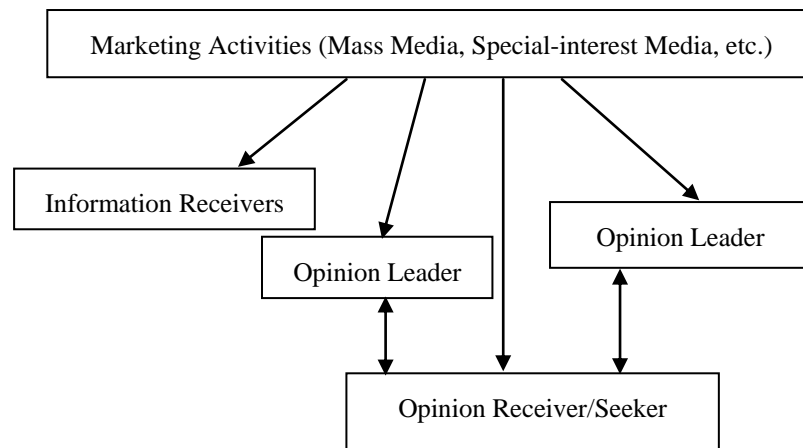 Marketing Activities (Mass Media, Special-interest Media, etc.)
Information Receivers
Opinion Leader
Opinion Leader
Opinion Receiver/Seeker